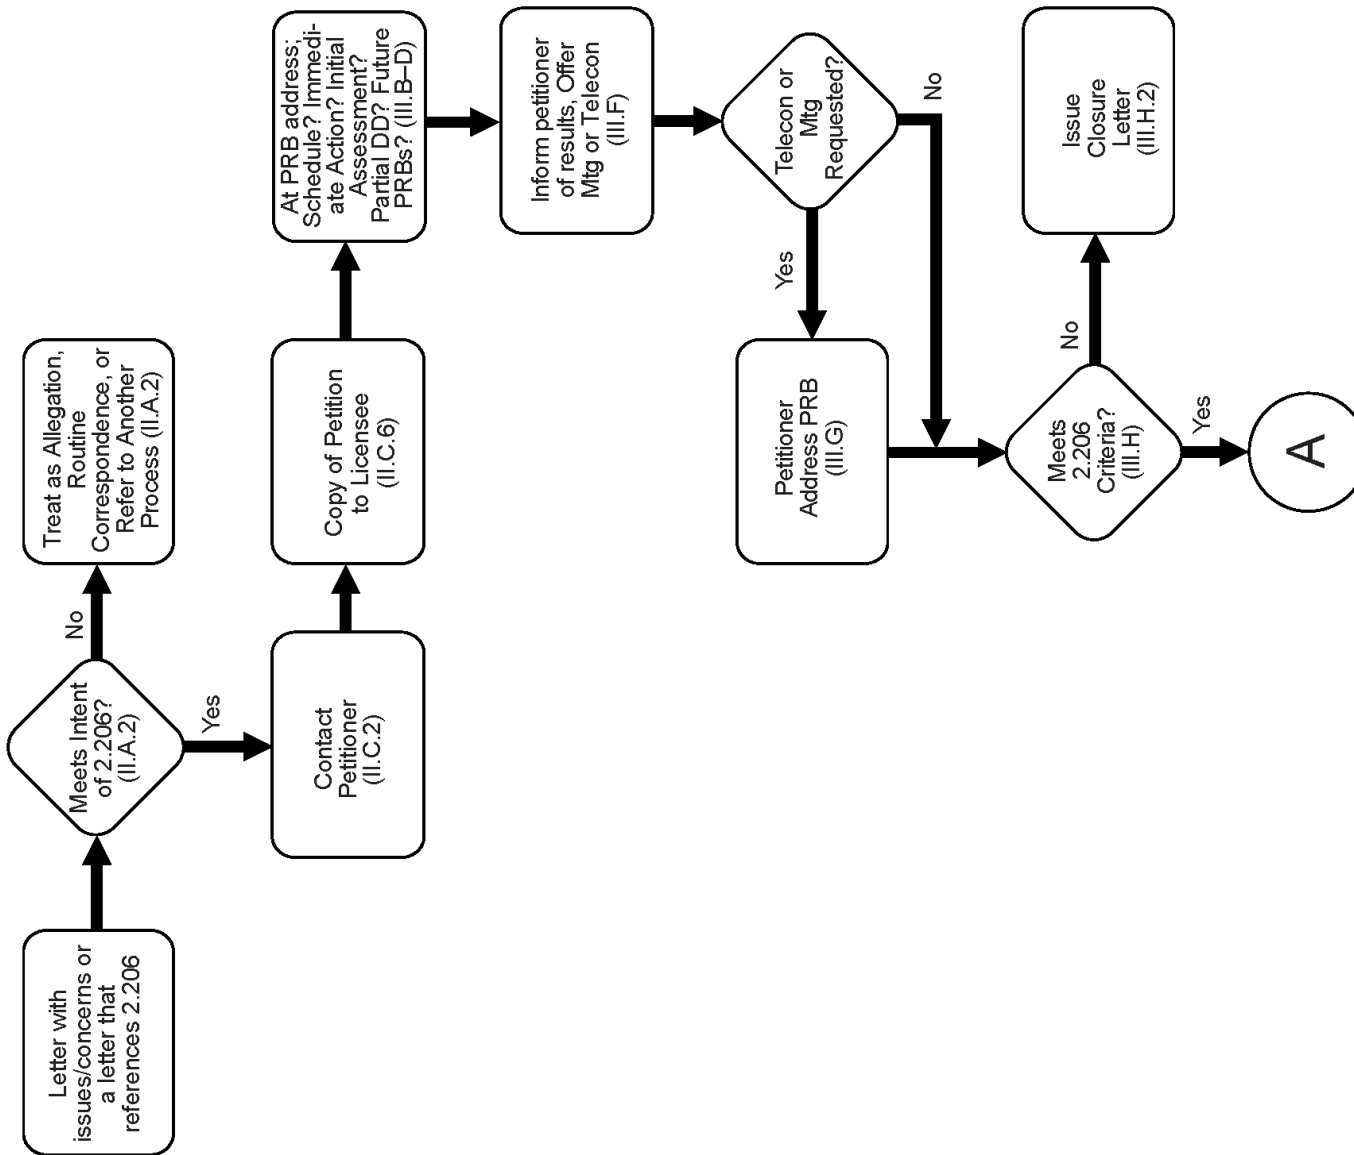 Letter with
issues/concerns or
a letter that
references 2.206
Meets Intent
of 2.206?
(II.A.2)
No
Treat as Allegation,
Routine
Correspondence, or
Refer to Another
Process (II.A.2)
Yes
Contact
Petitioner
(II.C.2)
Copy of Petition
to Licensee
(II.C.6)
At PRB address;
Schedule? Immedi-
ate Action? Initial
Assessment?
Partial DD? Future
PRBs? (III.B–D)
Inform petitioner
of results, Offer
Mtg or Telecon
(III.F)
Telecon or
Mtg
Requested?
Yes
No
Petitioner
Address PRB
(III.G)
Meets
2.206
Criteria?
(III.H)
No
Issue
Closure
Letter
(III.H.2)
Yes
A